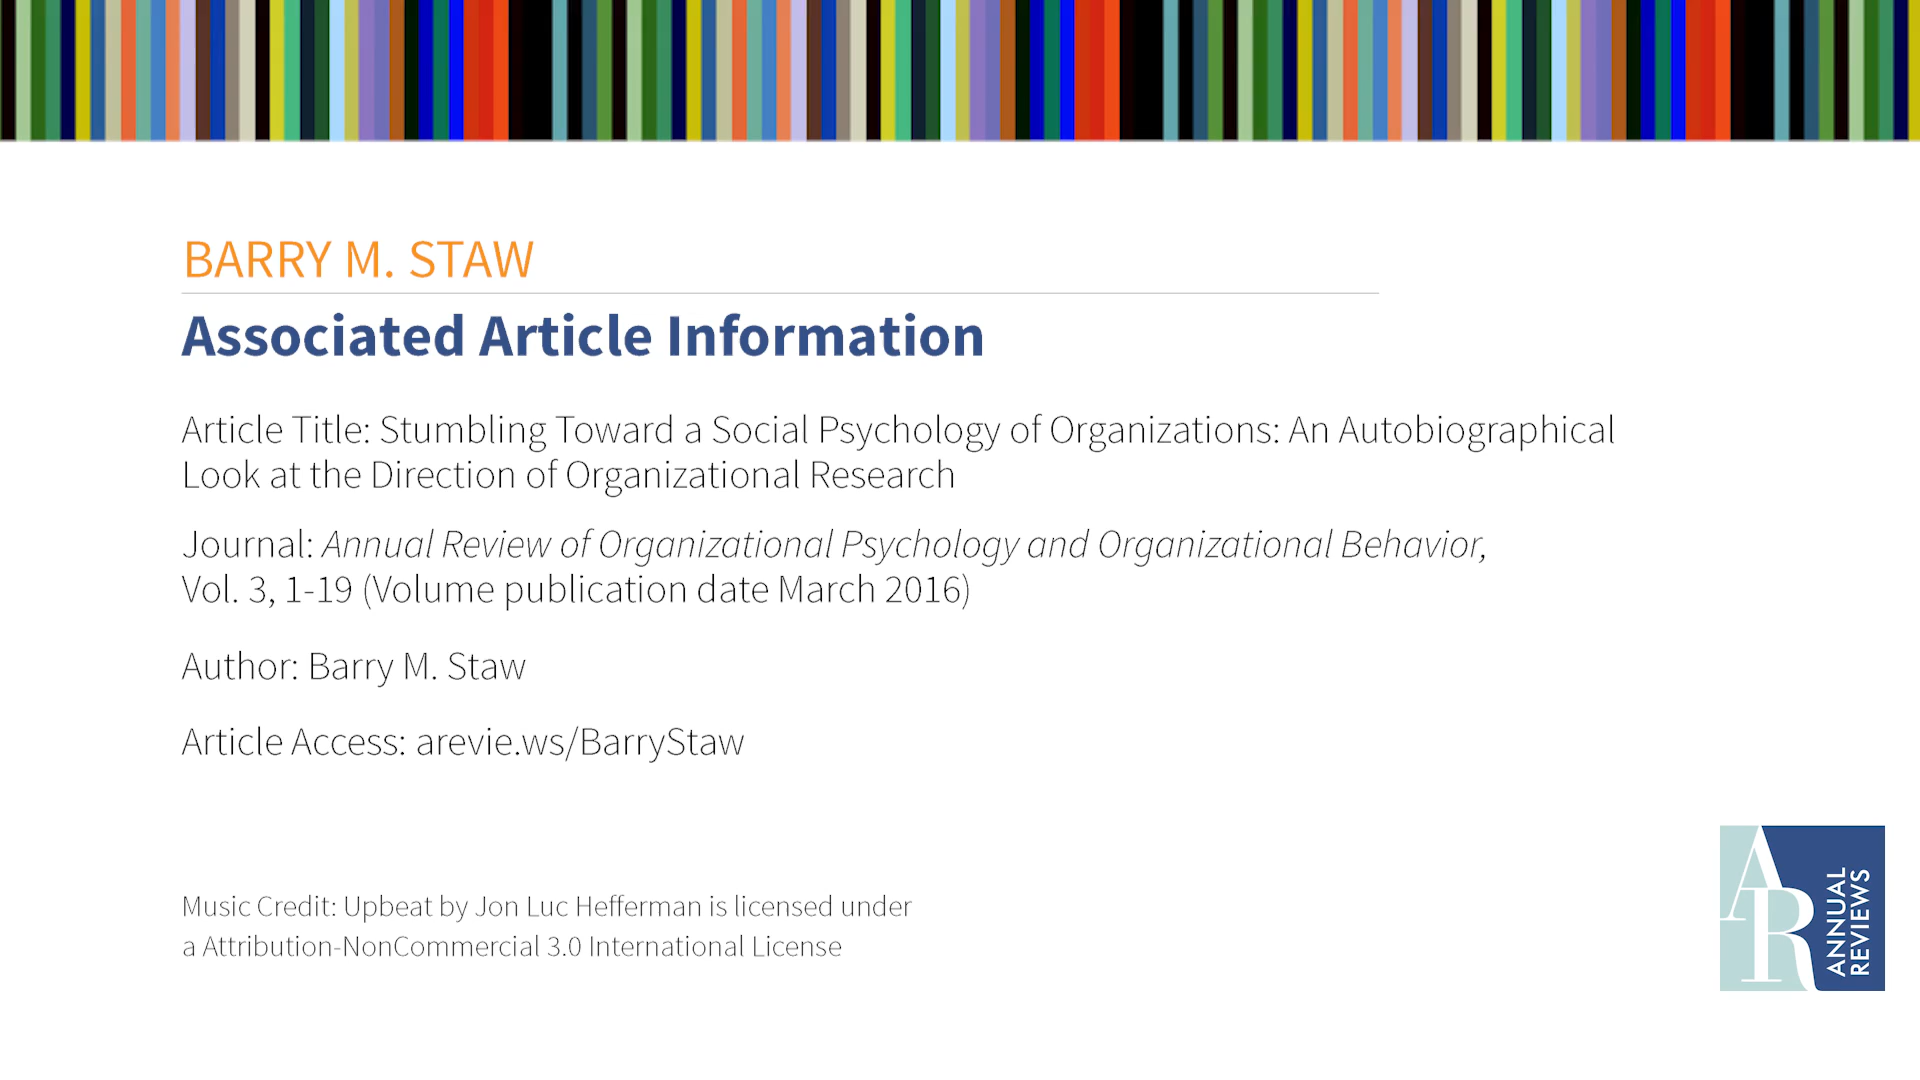 BARRY M. STAW
Associated Article Information
Article Title: Stumbling Toward a Social Psychology of Organizations: An Autobiographical
Look at the Direction of Organizational Research
Journal: Annual Review of Organizational Psychology and Organizational Behavior,
Vol. 3, 1-19 (Volume publication date March 2016)
Author: Barry M. Staw
Article Access: arevie.ws/BarryStaw
Music Credit: Upbeat by Jon Luc Hefferman is licensed under
a Attribution-NonCommercial 3.0 International License
AR
ANNUAL
REVIEWS